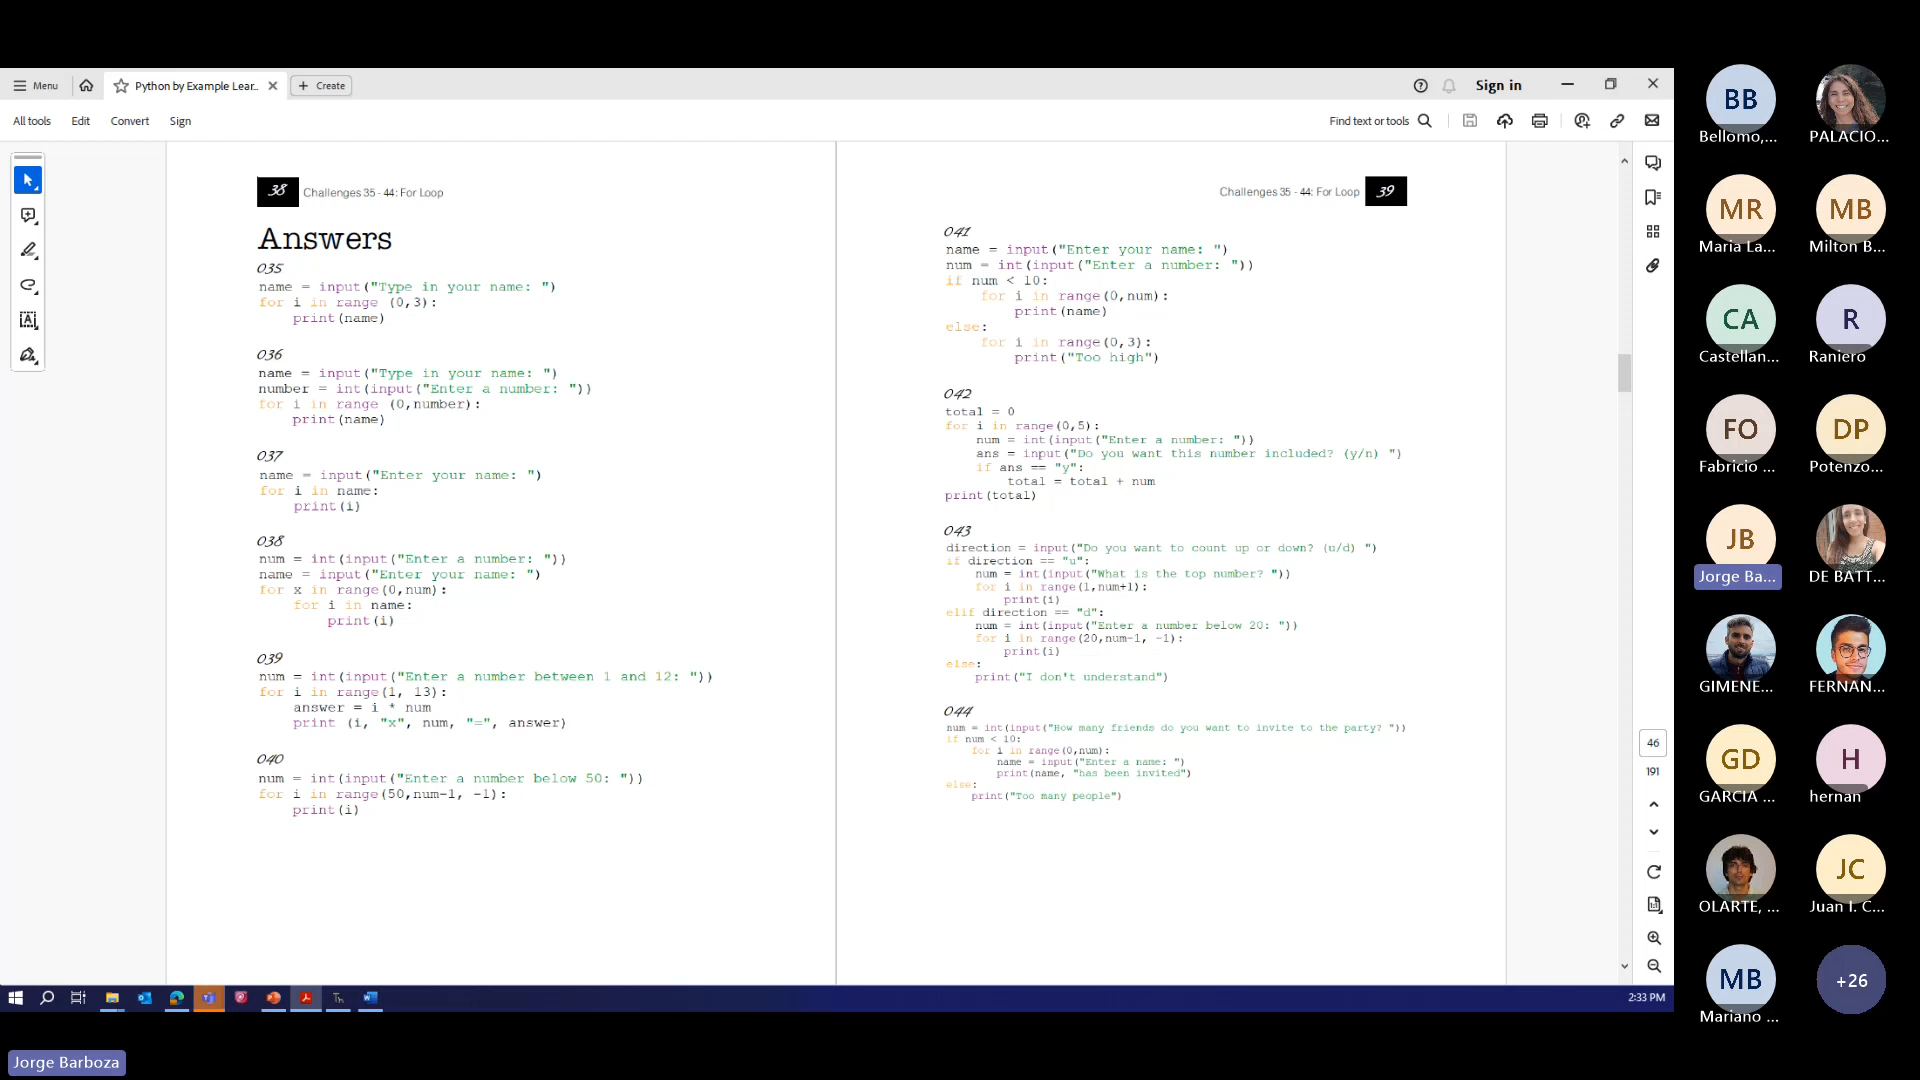 Menu
Python by Example Lear..
Create
Sign in
All tools
Edit
Convert
Sign
Find text or tools
38
Challenges 35 - 44: For Loop
Answers
035
name = input("Type in your name: ")
for i in range (0,3):
    print(name)
036
name = input("Type in your name: ")
number = int(input("Enter a number: "))
for i in range (0,number):
    print(name)
037
name = input("Enter your name: ")
for i in name:
    print(i)
038
num = int(input("Enter a number: "))
name = input("Enter your name: ")
for x in range(0,num):
    for i in name:
        print(i)
039
num = int(input("Enter a number between 1 and 12: "))
for i in range(1, 13):
    answer = i * num
    print (i, "x", num, "=", answer)
040
num = int(input("Enter a number below 50: "))
for i in range(50,num-1, -1):
    print(i)
Challenges 35 - 44: For Loop
39
041
name = input("Enter your name: ")
num = int(input("Enter a number: "))
if num < 10:
    for i in range(0,num):
        print(name)
else:
    for i in range(0,3):
        print("Too high")
042
total = 0
for i in range(0,5):
    num = int(input("Enter a number: "))
    ans = input("Do you want this number included? (y/n) ")
    if ans == "y":
        total = total + num
print(total)
043
direction = input("Do you want to count up or down? (u/d) ")
if direction == "u":
    num = int(input("What is the top number? "))
    for i in range(1,num+1):
        print(i)
elif direction == "d":
    num = int(input("Enter a number below 20: "))
    for i in range(20,num-1, -1):
        print(i)
else:
    print("I don't understand")
044
num = int(input("How many friends do you want to invite to the party? "))
if num < 10:
    for i in range(0,num):
        name = input("Enter a name: ")
        print(name, "has been invited")
else:
    print("Too many people")
46
191
2:33 PM
Jorge Barboza
BB
Bellomo,...
PALACIO...
MR
Maria La...
MB
Milton B...
CA
Castellan...
R
Raniero
FO
Fabricio ...
DP
Potenzo...
JB
Jorge Ba...
DE BATT...
GIMENE...
FERNAN...
GD
GARCIA ...
H
hernan
OLARTE, ...
JC
Juan I. C...
MB
Mariano ...
+26